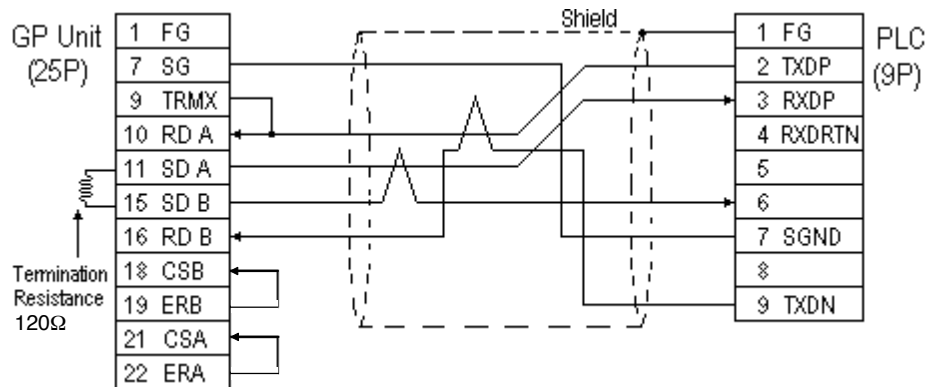 Shield
GP Unit
(25P)
1 FG
7 SG
9 TRMX
10 RD A
11 SD A
15 SD B
16 RD B
18 CSB
19 ERB
21 CSA
22 ERA
Termination
Resistance
120Ω
1 FG
2 TXDP
3 RXDP
4 RXDRTN
5
6
7 SGND
8
9 TXDN
PLC
(9P)